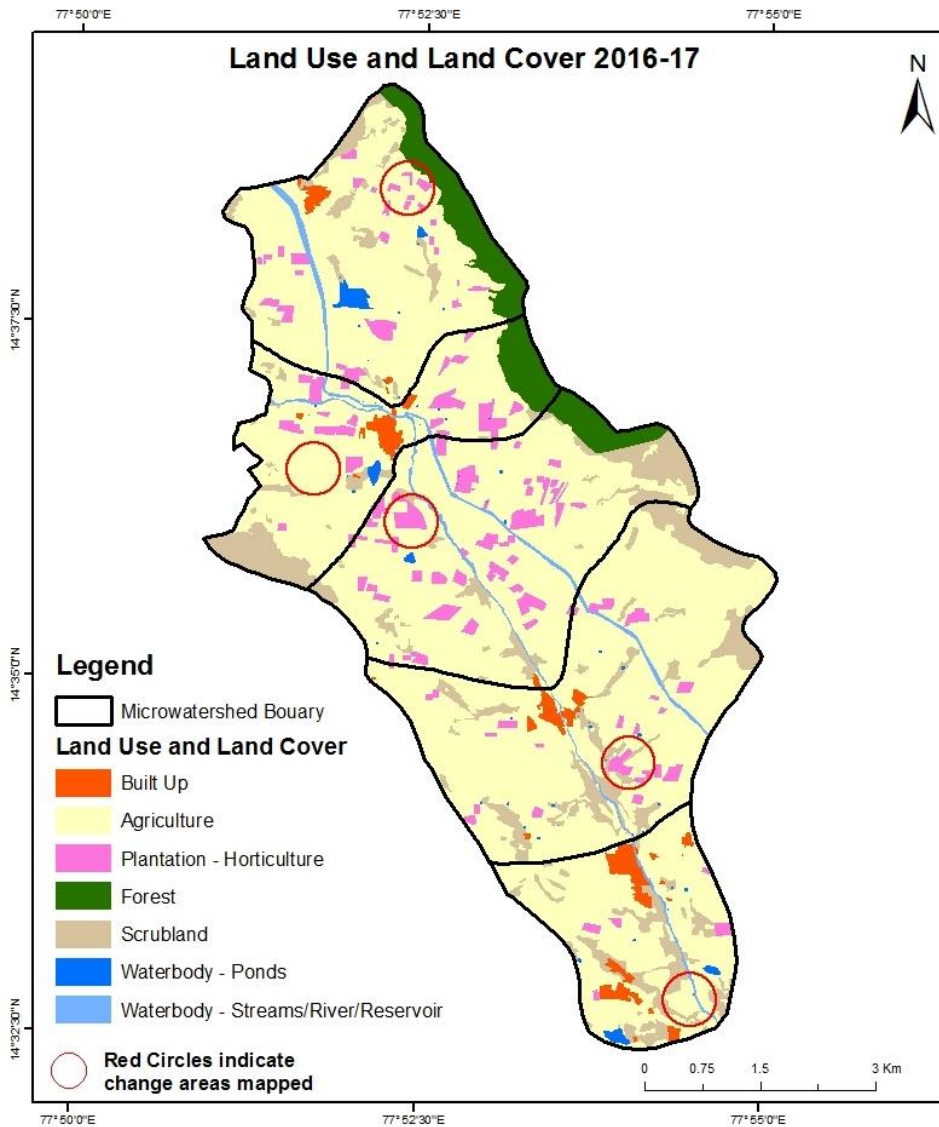 77°50'0"E 77°52'30"E 77°55'0"E
Land Use and Land Cover 2016-17
N
14°37'30"N
14°35'0"N
14°32'30"N
Legend
Microwatershed Bouary
Land Use and Land Cover
Built Up
Agriculture
Plantation - Horticulture
Forest
Scrubland
Waterbody - Ponds
Waterbody - Streams/River/Reservoir
Red Circles indicate
change areas mapped
0 0.75 1.5 3 Km
77°50'0"E 77°52'30"E 77°55'0"E